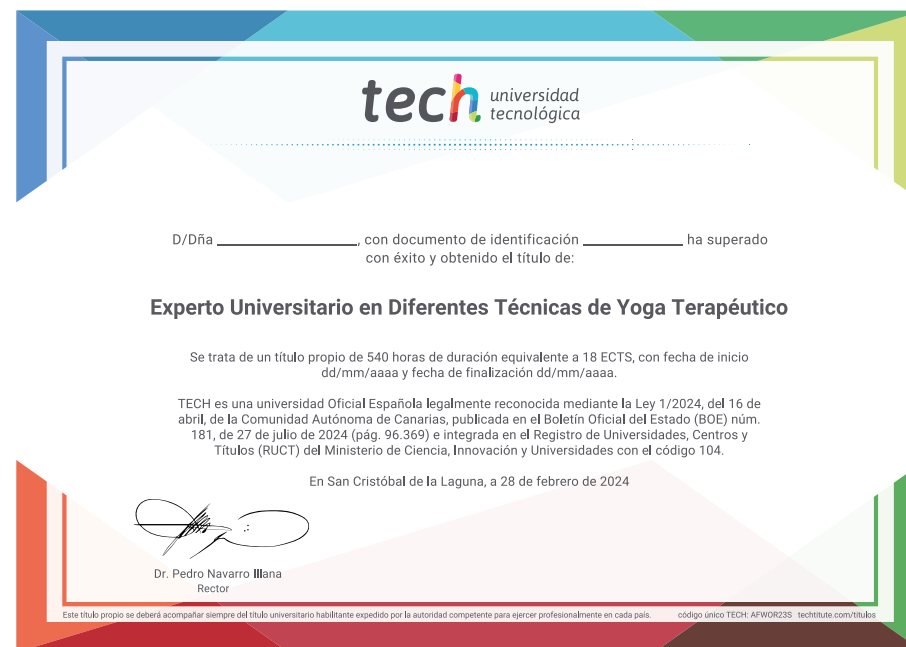 tech universidad
tecnológica
D/Dña ____________, con documento de identificación ____________ ha superado
con éxito y obtenido el título de:
Experto Universitario en Diferentes Técnicas de Yoga Terapéutico
Se trata de un título propio de 540 horas de duración equivalente a 18 ECTS, con fecha de inicio
dd/mm/aaaa y fecha de finalización dd/mm/aaaa.
TECH es una universidad Oficial Española legalmente reconocida mediante la Ley 1/2024, del 16 de
abril, de la Comunidad Autónoma de Canarias, publicada en el Boletín Oficial del Estado (BOE) núm.
181, de 27 de julio de 2024 (pág. 96.369) e integrada en el Registro de Universidades, Centros y
Títulos (RUCT) del Ministerio de Ciencia, Innovación y Universidades con el código 104.
En San Cristóbal de la Laguna, a 28 de febrero de 2024
Dr. Pedro Navarro Illana
Rector
Este título propio se deberá acompañar siempre del título universitario habilitante expedido por la autoridad competente para ejercer profesionalmente en cada país. código único TECH: AFWOR23S techtitute.com/titulos